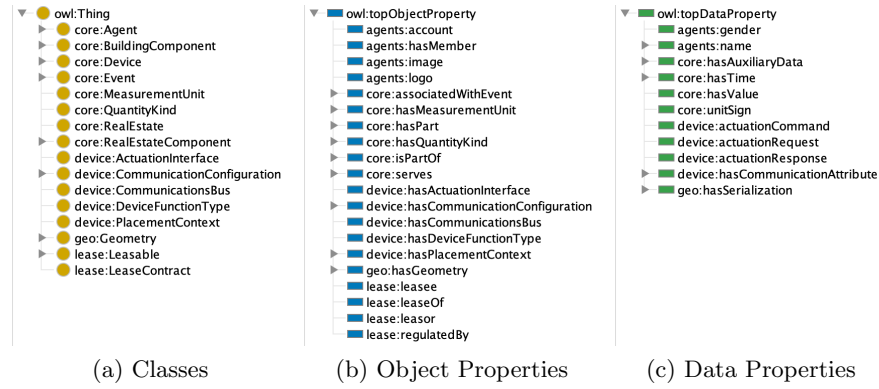 owl:Thing
core:Agent
core:BuildingComponent
core:Device
core:Event
core:MeasurementUnit
core:QuantityKind
core:RealEstate
core:RealEstateComponent
device:ActuationInterface
device:CommunicationConfiguration
device:CommunicationsBus
device:DeviceFunctionType
device:PlacementContext
geo:Geometry
lease:Leasable
lease:LeaseContract
(a) Classes
owl:topObjectProperty
agents:account
agents:hasMember
agents:image
agents:logo
core:associatedWithEvent
core:hasMeasurementUnit
core:hasPart
core:hasQuantityKind
core:isPartOf
core:serves
device:hasActuationInterface
device:hasCommunicationConfiguration
device:hasCommunicationsBus
device:hasDeviceFunctionType
device:hasPlacementContext
geo:hasGeometry
lease:leasee
lease:leaseOf
lease:leasor
lease:regulatedBy
(b) Object Properties
owl:topDataProperty
agents:gender
agents:name
core:hasAuxiliaryData
core:hasTime
core:hasValue
core:unitSign
device:actuationCommand
device:actuationRequest
device:actuationResponse
device:hasCommunicationAttribute
geo:hasSerialization
(c) Data Properties